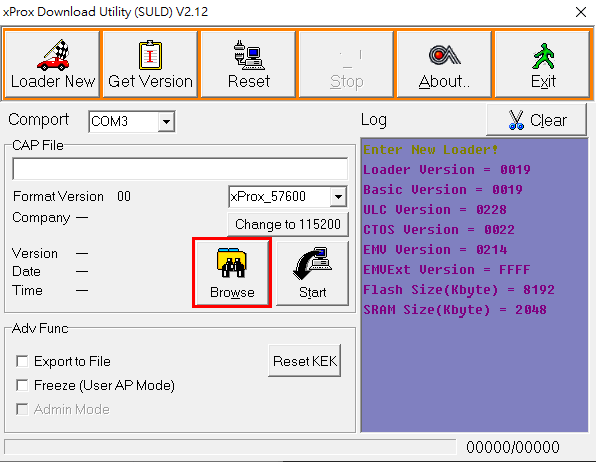 xProx Download Utility (SULD) V2.12
Loader New
Get Version
Reset
Stop
About..
Exit
Comport
COM3
Log
Clear
CAP File
Format Version 00
xProx_57600
Company —
Change to 115200
Version —
Date —
Time —
Browse
Start
Adv Func
Export to File
Reset KEK
Freeze (User AP Mode)
Admin Mode
Enter New Loader!
Loader Version = 0019
Basic Version = 0019
ULC Version = 0228
CTOS Version = 0022
EMV Version = 0214
EMVExt Version = FFFF
Flash Size(Kbyte) = 8192
SRAM Size(Kbyte) = 2048
00000/00000